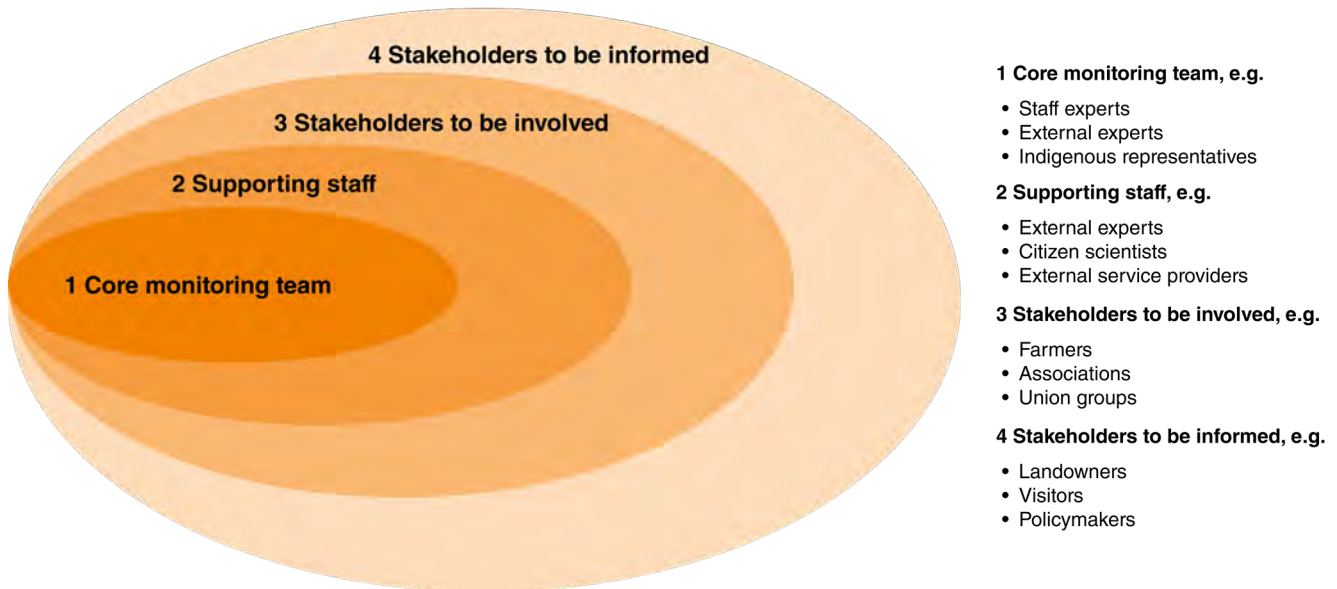 4 Stakeholders to be informed
3 Stakeholders to be involved
2 Supporting staff
1 Core monitoring team
1 Core monitoring team, e.g.
• Staff experts
• External experts
• Indigenous representatives
2 Supporting staff, e.g.
• External experts
• Citizen scientists
• External service providers
3 Stakeholders to be involved, e.g.
• Farmers
• Associations
• Union groups
4 Stakeholders to be informed, e.g.
• Landowners
• Visitors
• Policymakers